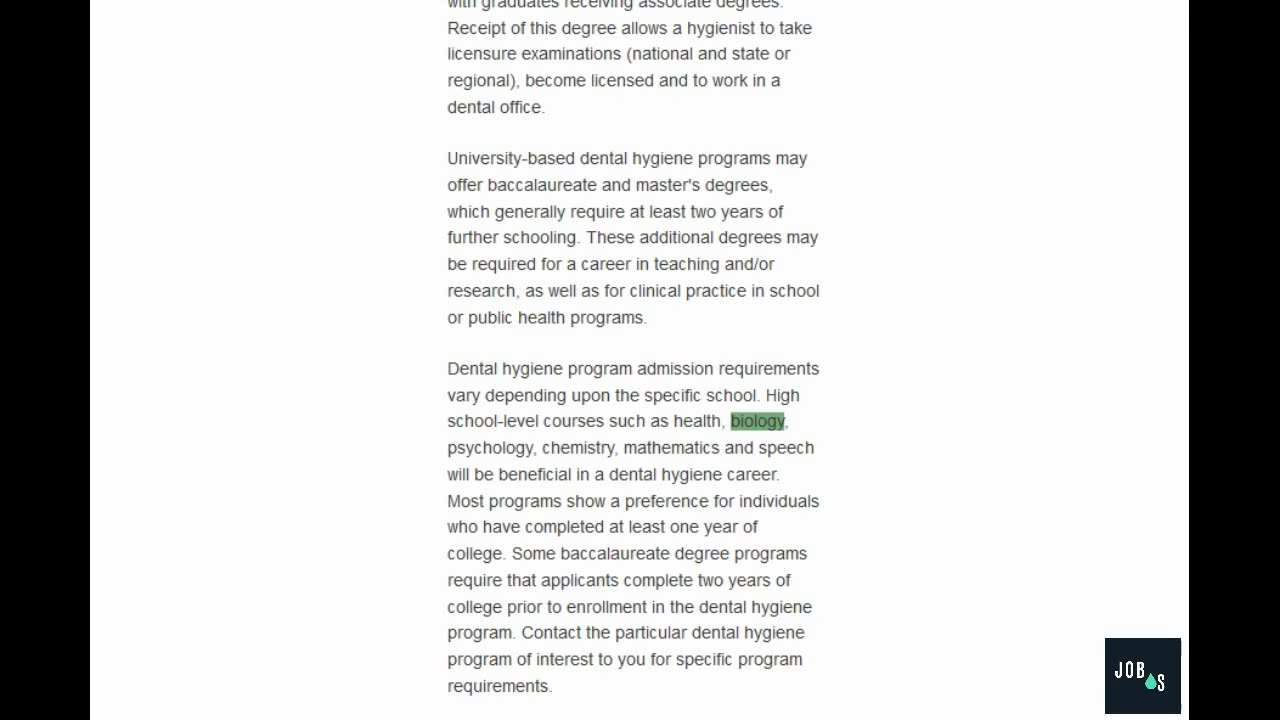 with graduates receiving associate degrees.
Receipt of this degree allows a hygienist to take
licensure examinations (national and state or
regional), become licensed and to work in a
dental office.
University-based dental hygiene programs may
offer baccalaureate and master's degrees,
which generally require at least two years of
further schooling. These additional degrees may
be required for a career in teaching and/or
research, as well as for clinical practice in school
or public health programs.
Dental hygiene program admission requirements
vary depending upon the specific school. High
school-level courses such as health, biology,
psychology, chemistry, mathematics and speech
will be beneficial in a dental hygiene career.
Most programs show a preference for individuals
who have completed at least one year of
college. Some baccalaureate degree programs
require that applicants complete two years of
college prior to enrollment in the dental hygiene
program. Contact the particular dental hygiene
program of interest to you for specific program
requirements.
JOB
S